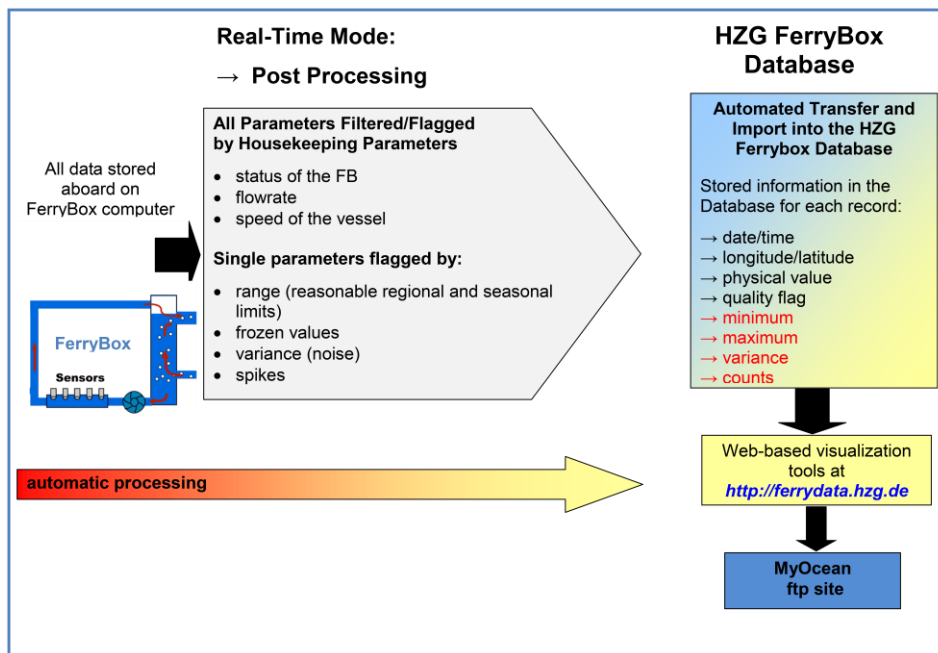 Real-Time Mode:
→ Post Processing
HZG FerryBox
Database
All data stored
aboard on
FerryBox computer
FerryBox
Sensors
All Parameters Filtered/Flagged
by Housekeeping Parameters
• status of the FB
• flowrate
• speed of the vessel
Single parameters flagged by:
• range (reasonable regional and seasonal
limits)
• frozen values
• variance (noise)
• spikes
Automated Transfer and
Import into the HZG
Ferrybox Database
Stored information in the
Database for each record:
→ date/time
→ longitude/latitude
→ physical value
→ quality flag
→ minimum
→ maximum
→ variance
→ counts
automatic processing
Web-based visualization
tools at
http://ferrydata.hzg.de
MyOcean
ftp site